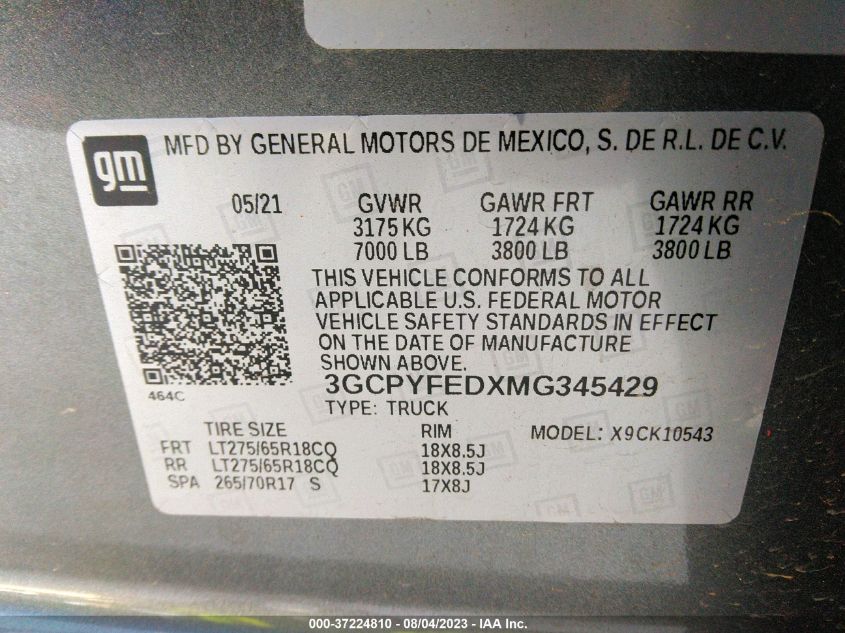 gm
MFD BY GENERAL MOTORS DE MEXICO, S. DE R.L. DE C.V.
05/21 GVWR GAWR FRT GAWR RR
3175 KG 1724 KG 1724 KG
7000 LB 3800 LB 3800 LB
THIS VEHICLE CONFORMS TO ALL
APPLICABLE U.S. FEDERAL MOTOR
VEHICLE SAFETY STANDARDS IN EFFECT
ON THE DATE OF MANUFACTURE
SHOWN ABOVE.
464C
3GCPYFEDXMG345429
TYPE: TRUCK
TIRE SIZE RIM MODEL: X9CK10543
FRT LT275/65R18CQ 18X8.5J
RR LT275/65R18CQ 18X8.5J
SPA 265/70R17 S 17X8J
000-37224810 - 08/04/2023 - IAA Inc.